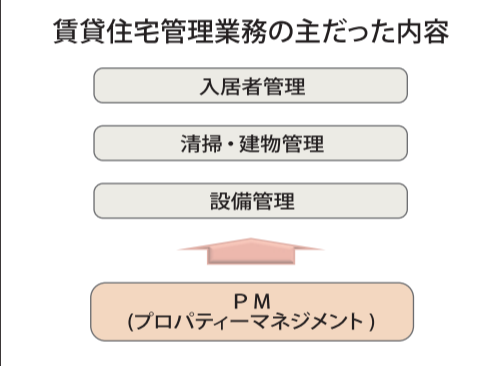 賃貸住宅管理業務の主だった内容
入居者管理
清掃・建物管理
設備管理
ＰＭ
(プロパティーマネジメント)